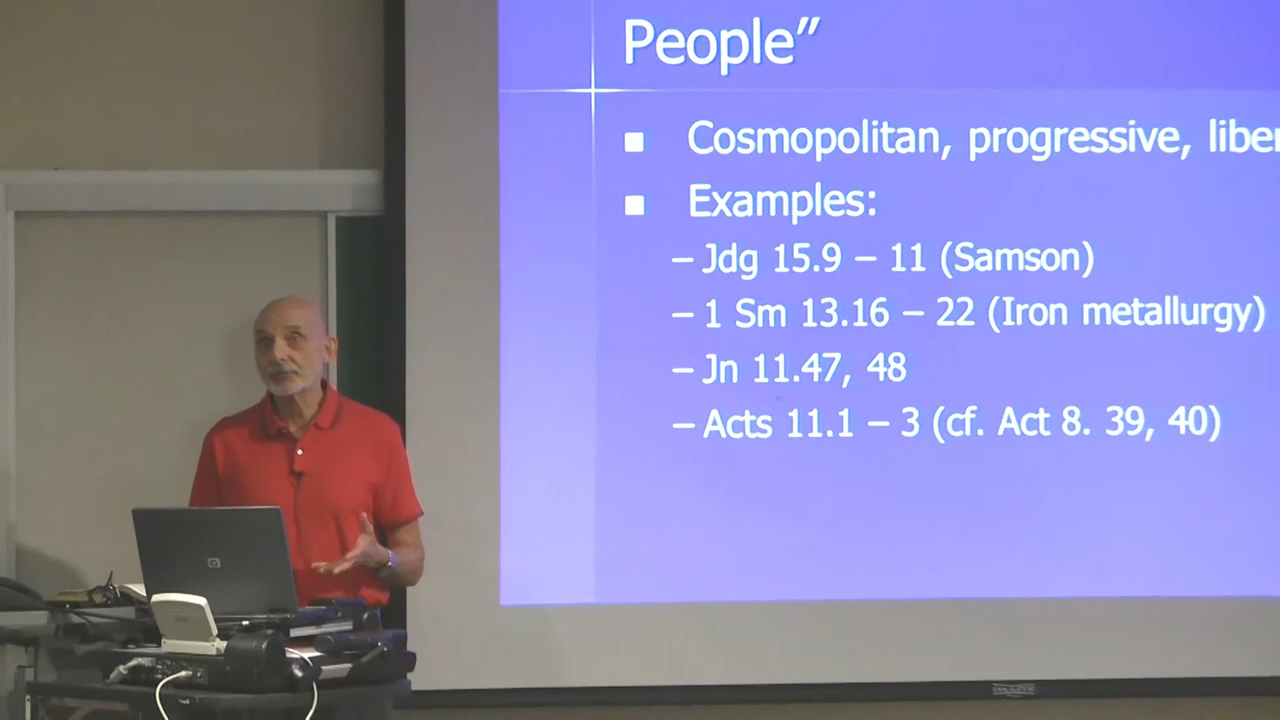 People”
Cosmopolitan, progressive, liber
Examples:
– Jdg 15.9 – 11 (Samson)
– 1 Sm 13.16 – 22 (Iron metallurgy)
– Jn 11.47, 48
– Acts 11.1 – 3 (cf. Act 8. 39, 40)
hp